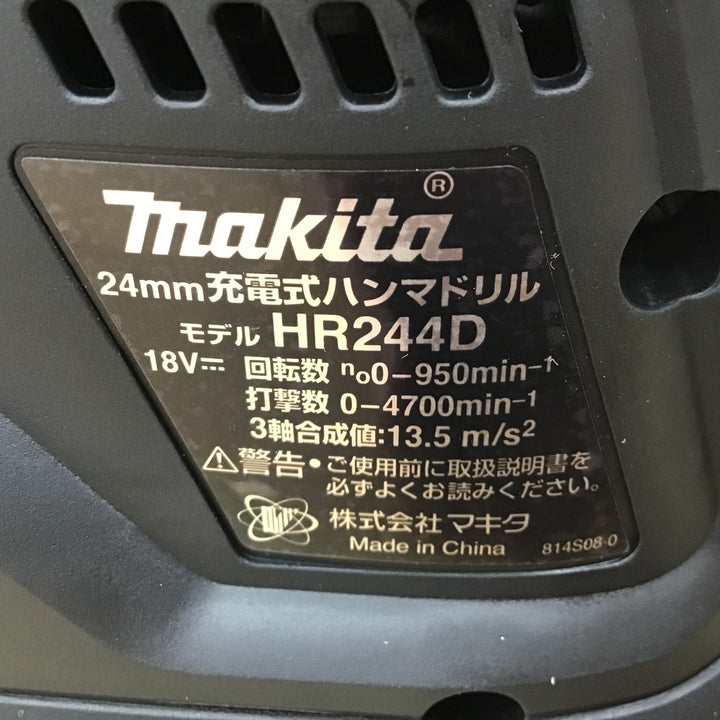 makita®
24mm充電式ハンマドリル
モデル HR244D
18V⎓ 回転数 n₀0-950min⁻¹
打撃数 0-4700min⁻¹
3軸合成値:13.5 m/s²
⚠警告•ご使用前に取扱説明書を
必ずよくお読みください。
株式会社 マキタ
Made in China 814S08-0